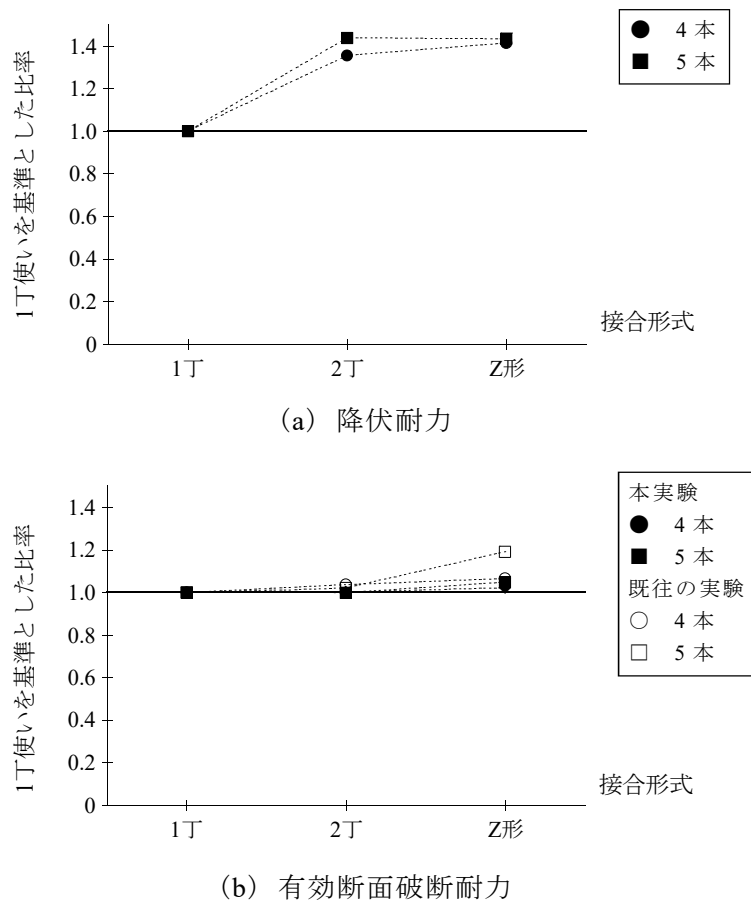 1丁使いを基準とした比率
1.4
1.2
1.0
0.8
0.6
0.4
0.2
0
1丁
2丁
Z形
接合形式
4 本
5 本
（a）降伏耐力
1丁使いを基準とした比率
1.4
1.2
1.0
0.8
0.6
0.4
0.2
0
1丁
2丁
Z形
接合形式
本実験
4 本
5 本
既往の実験
4 本
5 本
（b）有効断面破断耐力